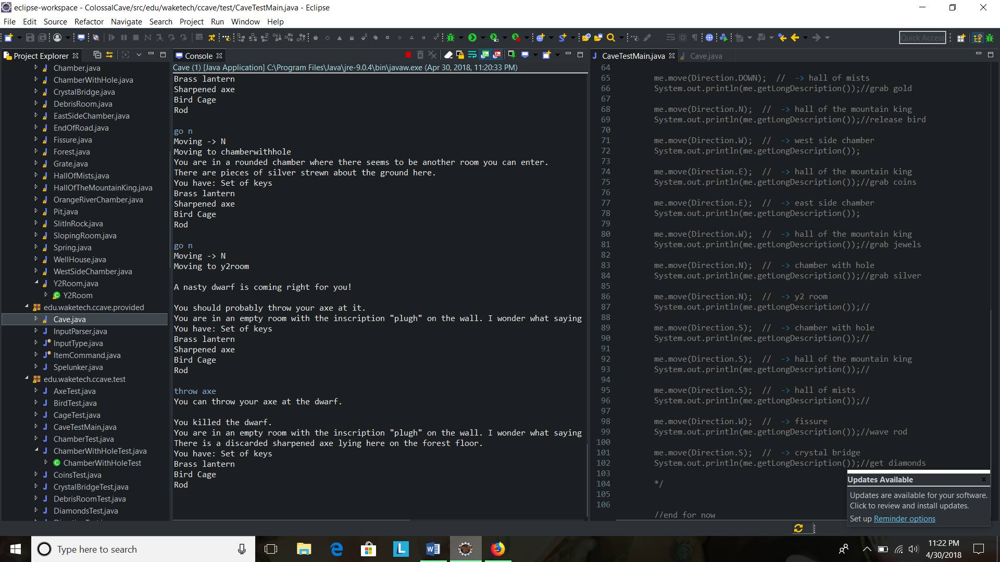 eclipse-workspace - ColossalCave/src/edu/waketech/ccave/test/CaveTestMain.java - Eclipse
File Edit Source Refactor Navigate Search Project Run Window Help
Quick Access
Project Explorer
Chamber.java
ChamberWithHole.java
CrystalBridge.java
DebrisRoom.java
EastSideChamber.java
EndOfRoad.java
Fissure.java
Forest.java
Grate.java
HallOfMists.java
HallOfTheMountainKing.java
OrangeRiverChamber.java
Pit.java
SlitInRock.java
SlopingRoom.java
Spring.java
WellHouse.java
WestSideChamber.java
Y2Room.java
Y2Room
edu.waketech.ccave.provided
Cave.java
InputParser.java
InputType.java
ItemCommand.java
Spelunker.java
edu.waketech.ccave.test
AxeTest.java
BirdTest.java
CageTest.java
CaveTestMain.java
ChamberTest.java
ChamberWithHoleTest.java
ChamberWithHoleTest
CoinsTest.java
CrystalBridgeTest.java
DebrisRoomTest.java
DiamondsTest.java
Console
Cave (1) [Java Application] C:\Program Files\Java\jre-9.0.4\bin\javaw.exe (Apr 30, 2018, 11:20:33 PM)
Brass lantern
Sharpened axe
Bird Cage
Rod
go n
Moving -> N
Moving to chamberwithhole
You are in a rounded chamber where there seems to be another room you can enter.
There are pieces of silver strewn about the ground here.
You have: Set of keys
Brass lantern
Sharpened axe
Bird Cage
Rod
go n
Moving -> N
Moving to y2room
A nasty dwarf is coming right for you!
You should probably throw your axe at it.
You are in an empty room with the inscription "plugh" on the wall. I wonder what saying
You have: Set of keys
Brass lantern
Sharpened axe
Bird Cage
Rod
throw axe
You can throw your axe at the dwarf.
You killed the dwarf.
You are in an empty room with the inscription "plugh" on the wall. I wonder what saying
There is a discarded sharpened axe lying here on the forest floor.
You have: Set of keys
Brass lantern
Bird Cage
Rod
CaveTestMain.java Cave.java
64
65 me.move(Direction.DOWN); // -> hall of mists
66 System.out.println(me.getLongDescription());//grab gold
67
68 me.move(Direction.N); // -> hall of the mountain king
69 System.out.println(me.getLongDescription());//release bird
70
71 me.move(Direction.W); // -> west side chamber
72 System.out.println(me.getLongDescription());
73
74 me.move(Direction.E); // -> hall of the mountain king
75 System.out.println(me.getLongDescription());//grab coins
76
77 me.move(Direction.E); // -> east side chamber
78 System.out.println(me.getLongDescription());
79
80 me.move(Direction.W); // -> hall of the mountain king
81 System.out.println(me.getLongDescription());//grab jewels
82
83 me.move(Direction.N); // -> chamber with hole
84 System.out.println(me.getLongDescription());//grab silver
85
86 me.move(Direction.N); // -> y2 room
87 System.out.println(me.getLongDescription());//
88
89 me.move(Direction.S); // -> chamber with hole
90 System.out.println(me.getLongDescription());//
91
92 me.move(Direction.S); // -> hall of the mountain king
93 System.out.println(me.getLongDescription());//
94
95 me.move(Direction.S); // -> hall of mists
96 System.out.println(me.getLongDescription());//
97
98 me.move(Direction.W); // -> fissure
99 System.out.println(me.getLongDescription());//wave rod
100
101 me.move(Direction.S); // -> crystal bridge
102 System.out.println(me.getLongDescription());//get diamonds
103
104 */
105
106
//end for now
Updates Available
Updates are available for your software.
Click to review and install updates.
Set up Reminder options
Type here to search
11:22 PM
4/30/2018